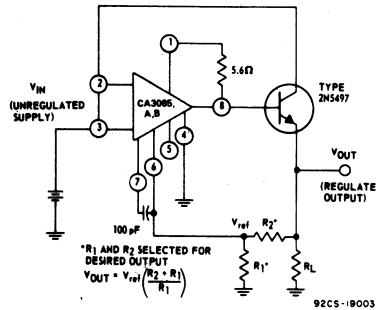 1
5.6Ω
TYPE
2N5497
2
VIN
(UNREGULATED
SUPPLY)
CA3085,
A,B
8
3
4
5
6
7
VOUT
(REGULATE
OUTPUT)
100 pF
Vref
R2*
*R1 AND R2 SELECTED FOR
DESIRED OUTPUT
VOUT = Vref(R2 + R1 / R1)
R1*
RL
92CS-19003